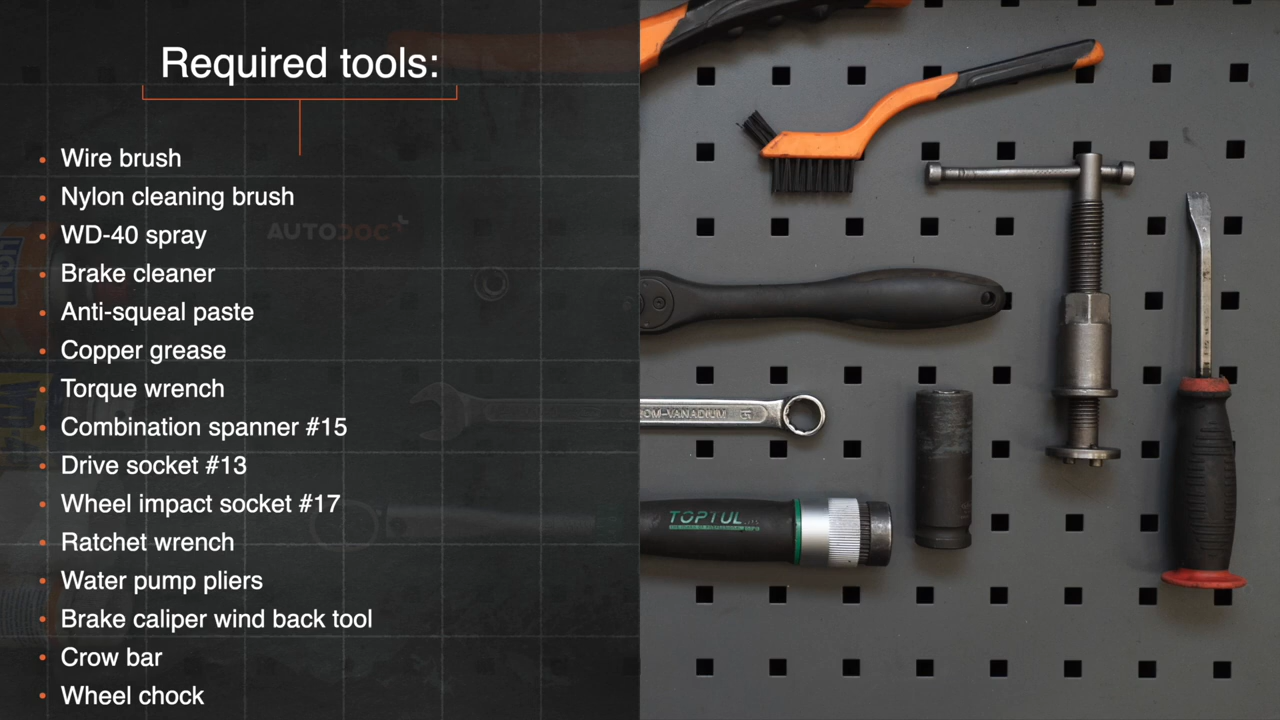 Required tools:
• Wire brush
• Nylon cleaning brush
AUTODOC
• WD-40 spray
• Brake cleaner
• Anti-squeal paste
• Copper grease
• Torque wrench
• Combination spanner #15
• Drive socket #13
• Wheel impact socket #17
• Ratchet wrench
• Water pump pliers
• Brake caliper wind back tool
• Crow bar
• Wheel chock
OM-VANADIUM 15
TOPTUL